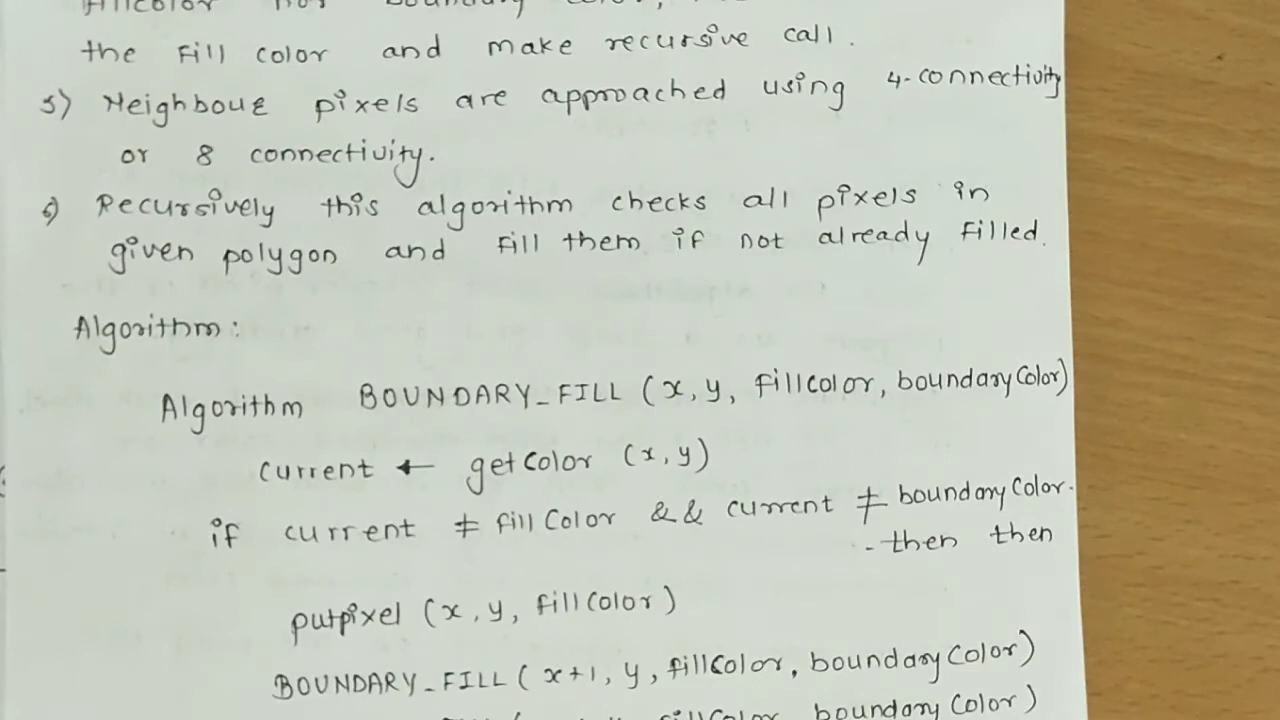 the Fill color and make recursive call.
5) Neighbour pixels are approached using 4-connectivity
or 8 connectivity.
6) Recursively this algorithm checks all pixels in
given polygon and Fill them if not already Filled.
Algorithm:
Algorithm BOUNDARY_FILL (x, y, fillcolor, boundaryColor)
current ← getColor (x, y)
if current ≠ fillColor && current ≠ boundaryColor.
- then then
putpixel (x, y, fillColor)
BOUNDARY_FILL (x+1, y, fillColor, boundaryColor)
fillColor, boundaryColor)